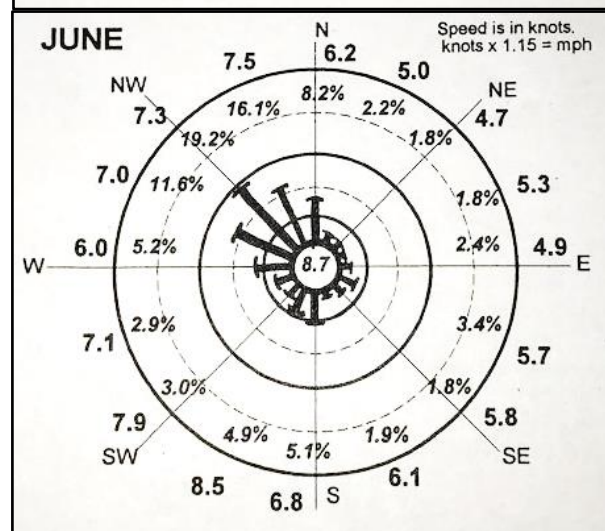 JUNE
Speed is in knots.
knots x 1.15 = mph
N
7.5 6.2 5.0
NW NE
7.3 4.7
16.1% 8.2% 2.2%
19.2% 1.8%
7.0 5.3
11.6% 1.8%
W 6.0 5.2% 8.7 2.4% 4.9 E
7.1 2.9% 3.4% 5.7
7.9 3.0% 1.8% 5.8
SW SE
4.9% 5.1% 1.9%
8.5 6.8 S 6.1